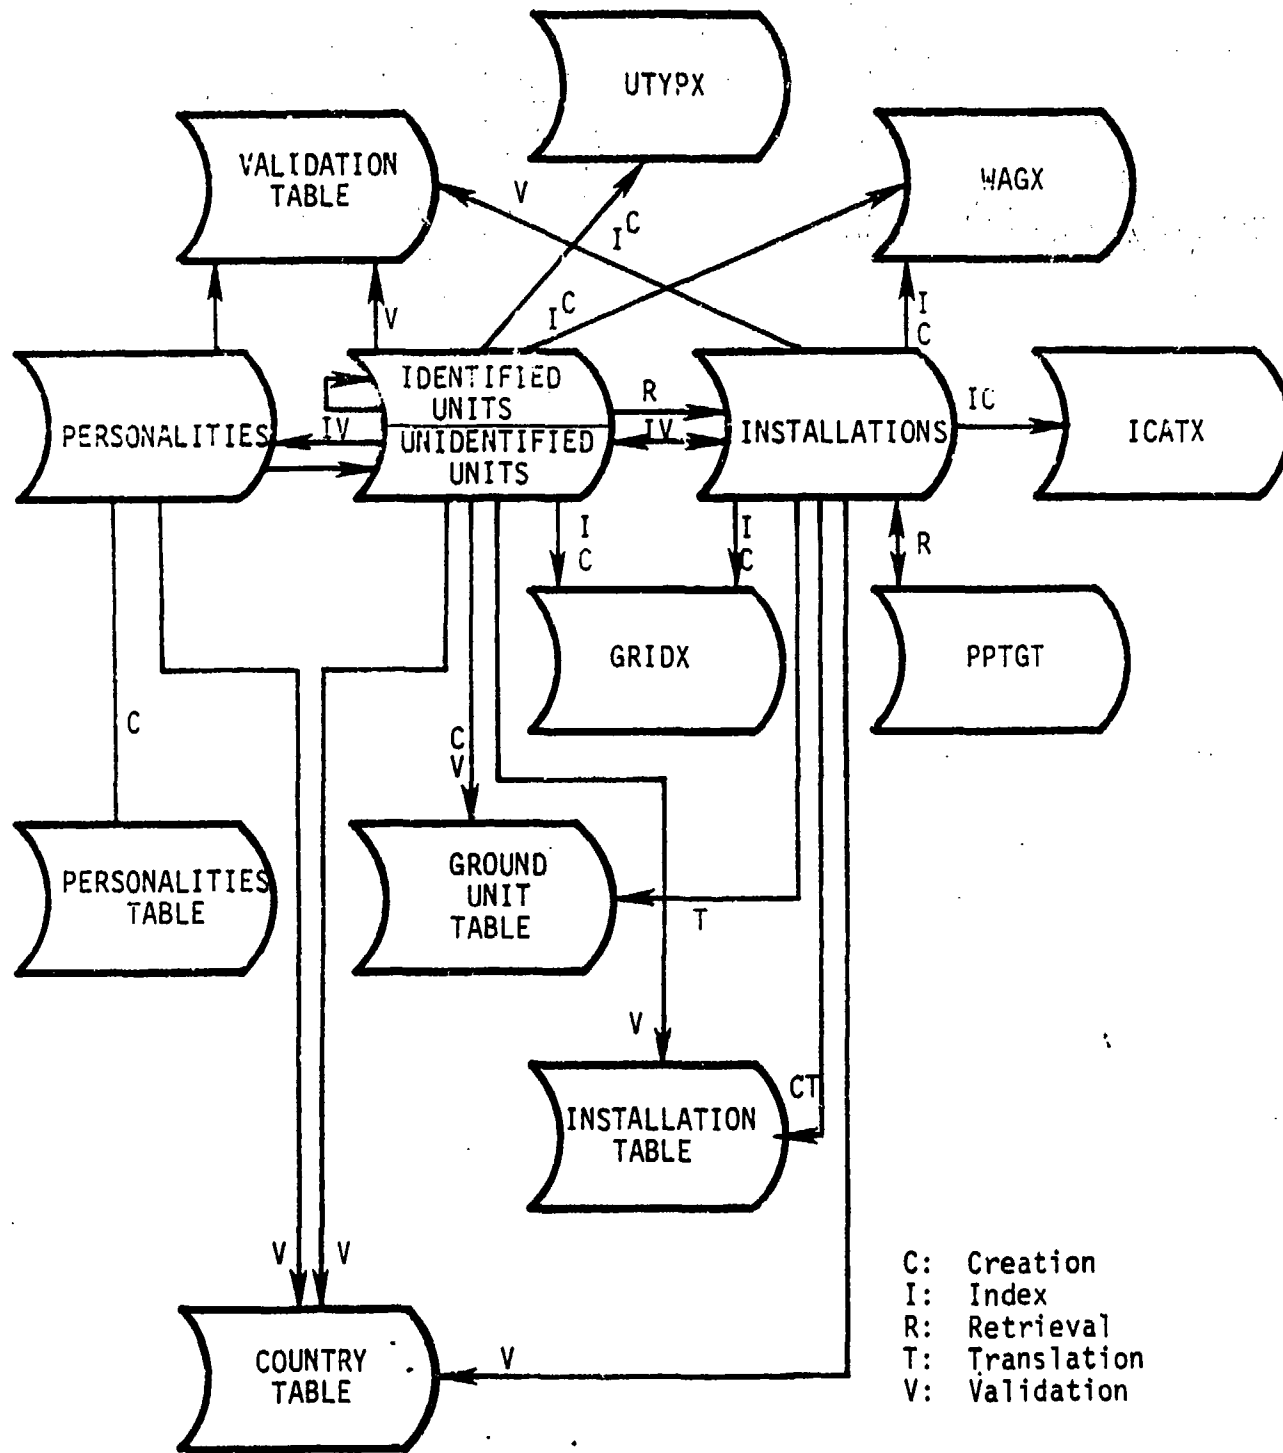 UTYPX
VALIDATION
TABLE
WAGX
V
I C
I C
V
I
C
PERSONALITIES
IV
IDENTIFIED
UNITS
UNIDENTIFIED
UNITS
R
IV
INSTALLATIONS
IC
ICATX
I
C
I
C
R
GRIDX
PPTGT
C
C
V
PERSONALITIES
TABLE
GROUND
UNIT
TABLE
T
V
CT
INSTALLATION
TABLE
V
V
COUNTRY
TABLE
V
C: Creation
I: Index
R: Retrieval
T: Translation
V: Validation